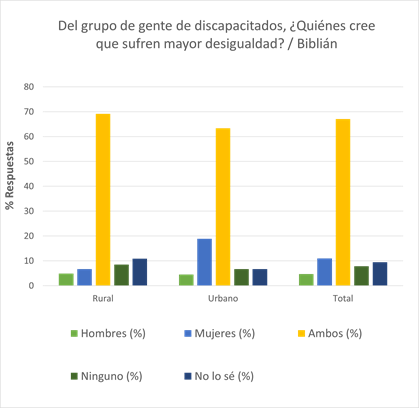 Del grupo de gente de discapacitados, ¿Quiénes cree
que sufren mayor desigualdad? / Biblián
% Respuestas
80
70
60
50
40
30
20
10
0
Rural Urbano Total
Hombres (%) Mujeres (%) Ambos (%)
Ninguno (%) No lo sé (%)